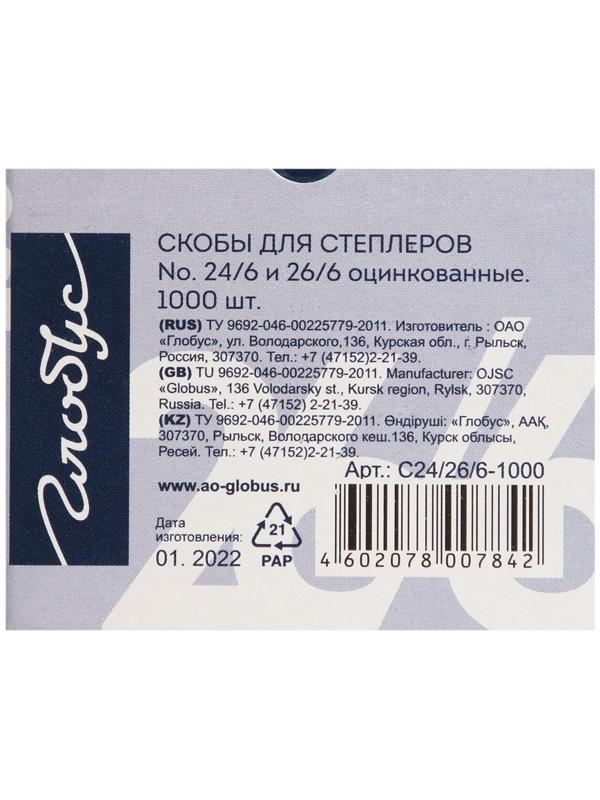 Глобус
СКОБЫ ДЛЯ СТЕПЛЕРОВ
No. 24/6 и 26/6 оцинкованные.
1000 шт.
(RUS) ТУ 9692-046-00225779-2011. Изготовитель : ОАО
«Глобус», ул. Володарского,136, Курская обл., г. Рыльск,
Россия, 307370. Тел.: +7 (47152)2-21-39.
(GB) TU 9692-046-00225779-2011. Manufacturer: OJSC
«Globus», 136 Volodarsky st., Kursk region, Rylsk, 307370,
Russia. Tel.: +7 (47152) 2-21-39.
(KZ) ТУ 9692-046-00225779-2011. Өндіруші: «Глобус», ААҚ,
307370, Рыльск, Володарского кеш.136, Курск облысы,
Ресей. Тел.: +7 (47152)2-21-39.
Арт.: C24/26/6-1000
www.ao-globus.ru
Дата
изготовления:
01. 2022
21
PAP
4 602078 007842